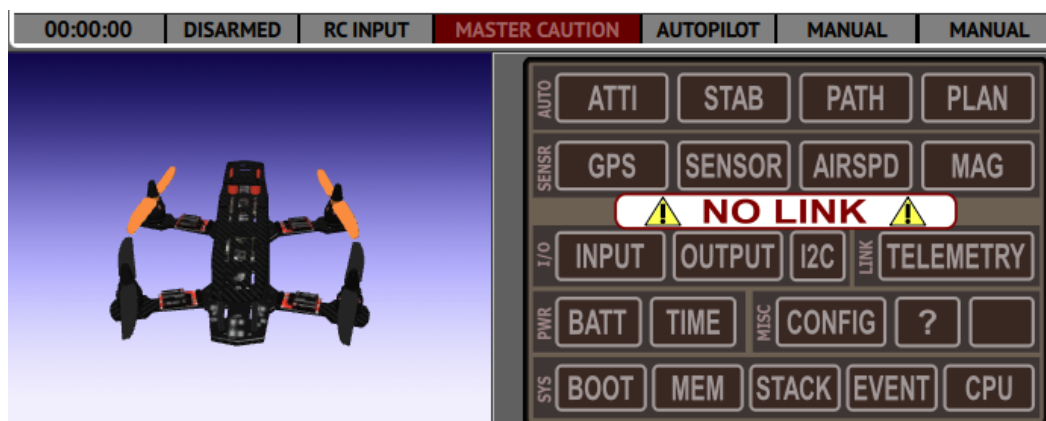 00:00:00 DISARMED RC INPUT MASTER CAUTION AUTOPILOT MANUAL MANUAL
AUTO ATTI STAB PATH PLAN
SENSR GPS SENSOR AIRSPD MAG
NO LINK
I/O INPUT OUTPUT I2C LINK TELEMETRY
PWR BATT TIME MISC CONFIG ?
SYS BOOT MEM STACK EVENT CPU